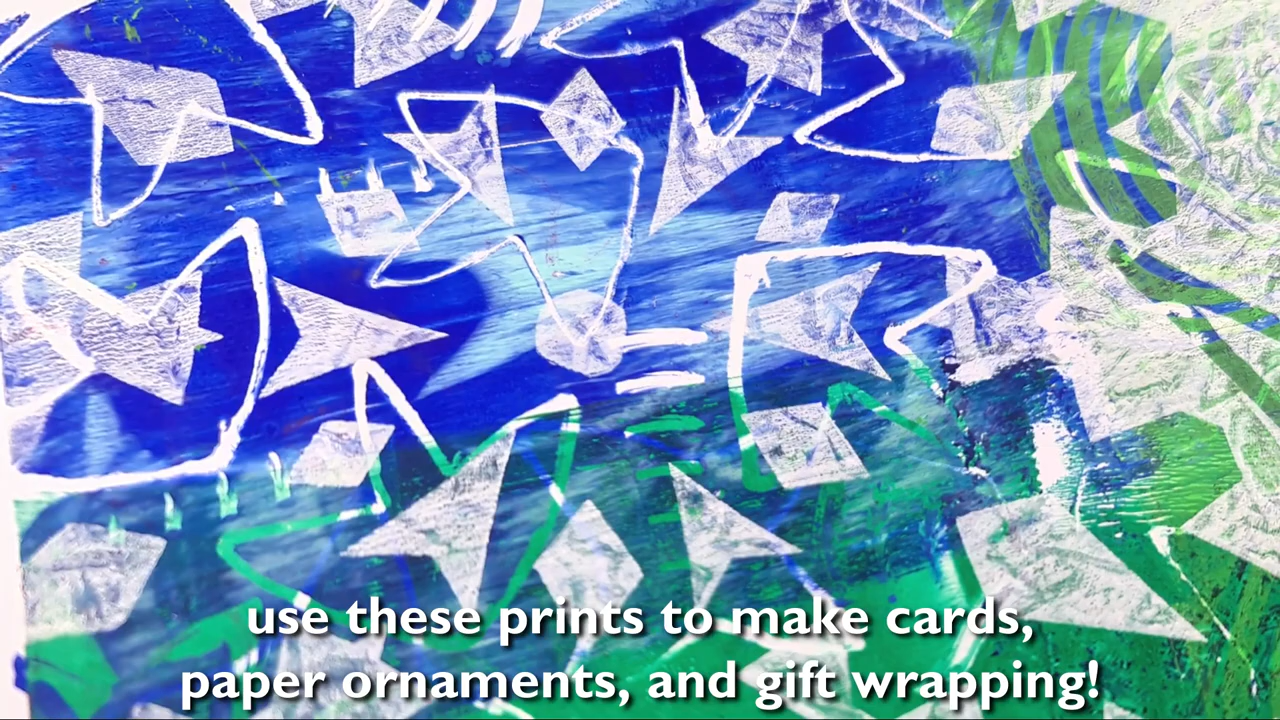 use these prints to make cards,
paper ornaments, and gift wrapping!